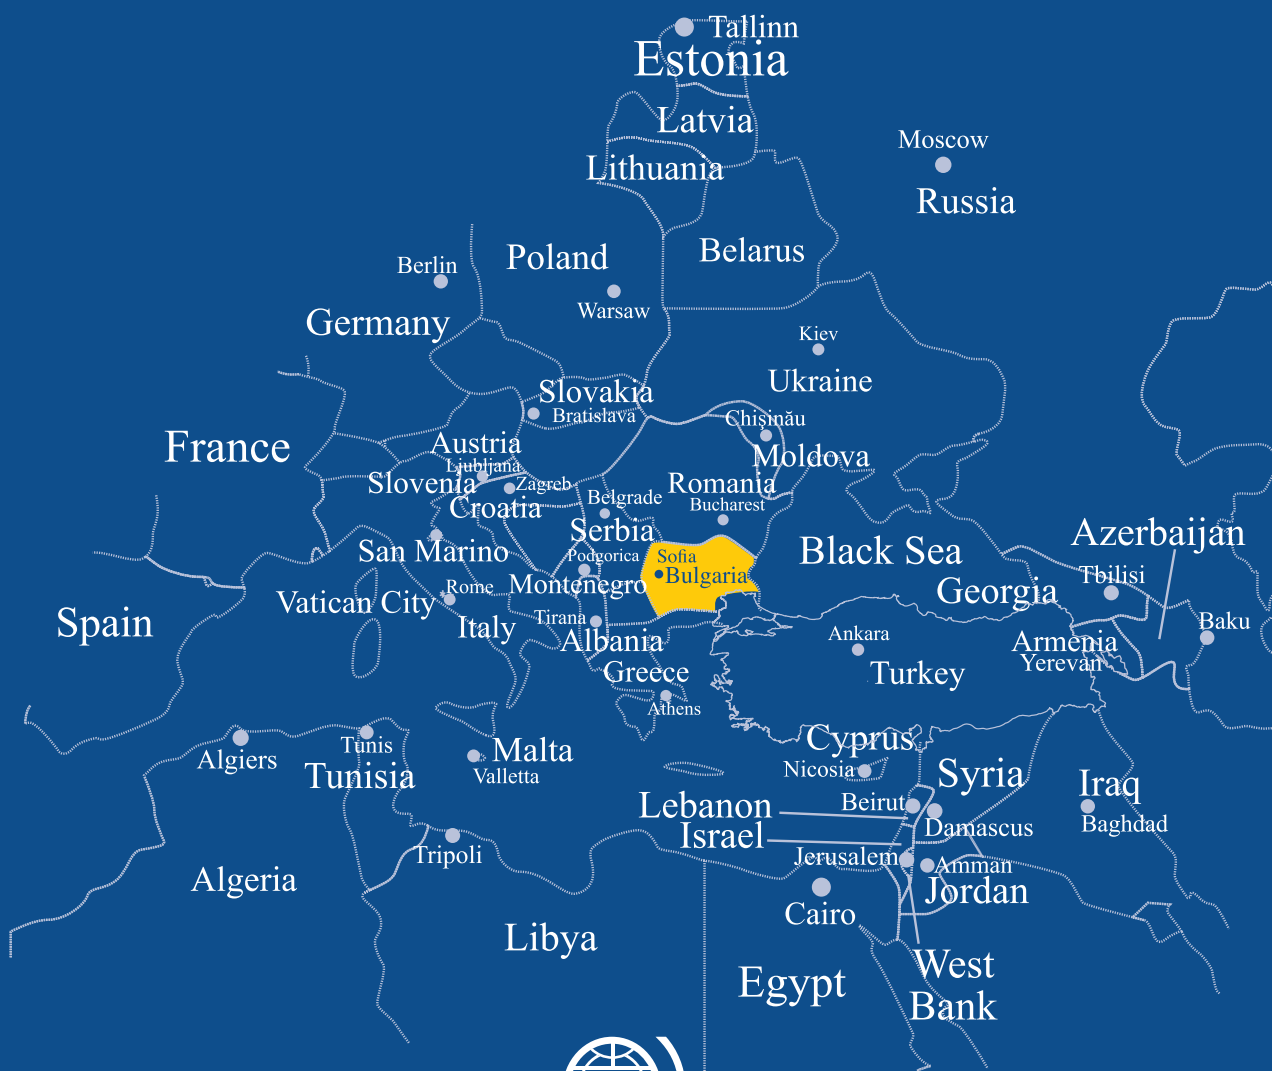 Tallinn
Estonia
Latvia
Moscow
Lithuania
Russia
Belarus
Poland
Berlin
Warsaw
Germany
Kiev
Ukraine
Slovakia
Bratislava
Chișinău
France
Austria
Moldova
Ljubljana
Slovenia
Zagreb
Romania
Belgrade
Bucharest
Croatia
Serbia
Azerbaijan
San Marino
Podgorica
Sofia
Black Sea
Bulgaria
Tbilisi
Montenegro
Rome
Georgia
Vatican City
Spain
Tirana
Baku
Italy
Ankara
Albania
Armenia
Yerevan
Greece
Turkey
Athens
Cyprus
Tunis
Malta
Algiers
Nicosia
Syria
Tunisia
Valletta
Iraq
Lebanon
Beirut
Baghdad
Damascus
Israel
Tripoli
Jerusalem
Amman
Algeria
Jordan
Cairo
Libya
West
Bank
Egypt